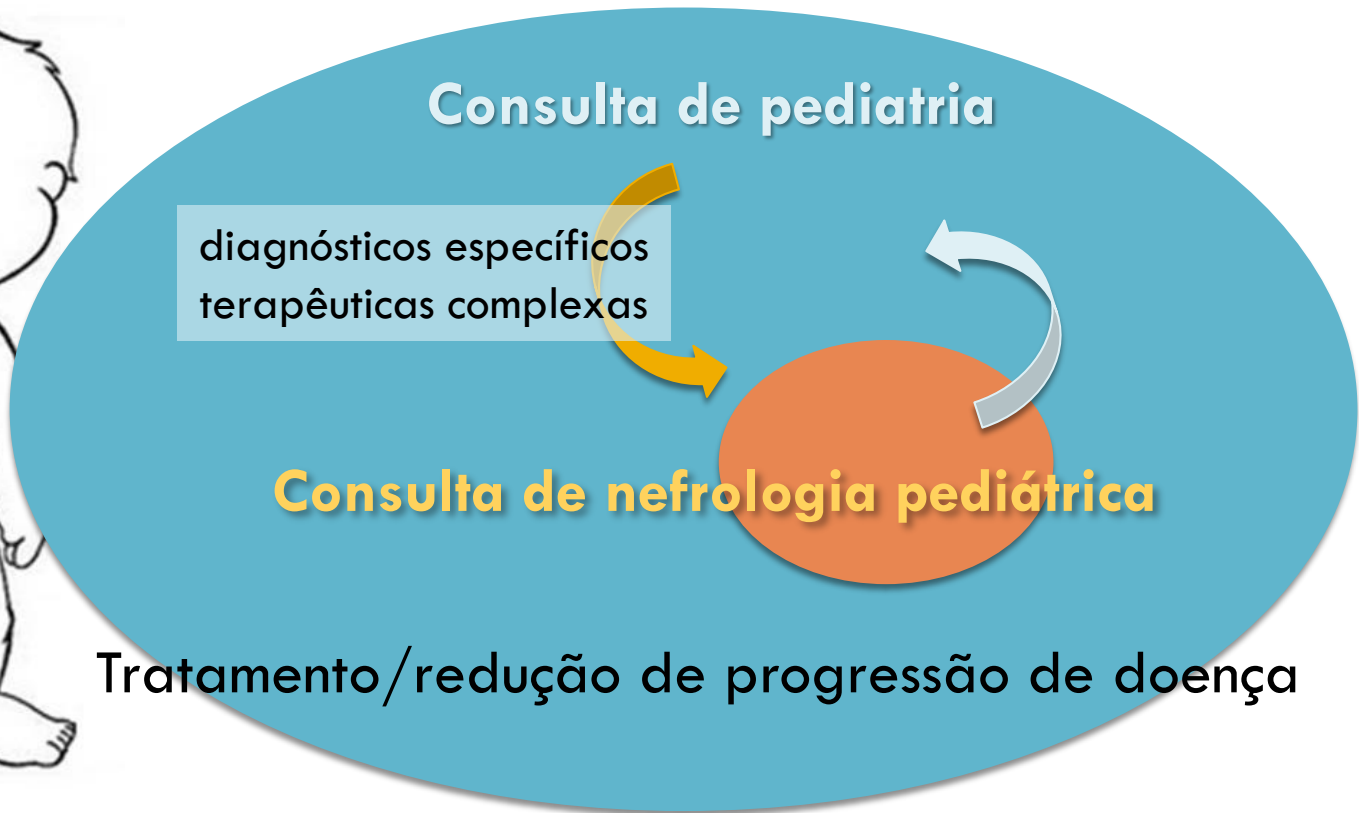 Consulta de pediatria
diagnósticos específicos
terapêuticas complexas
Consulta de nefrologia pediátrica
Tratamento/redução de progressão de doença